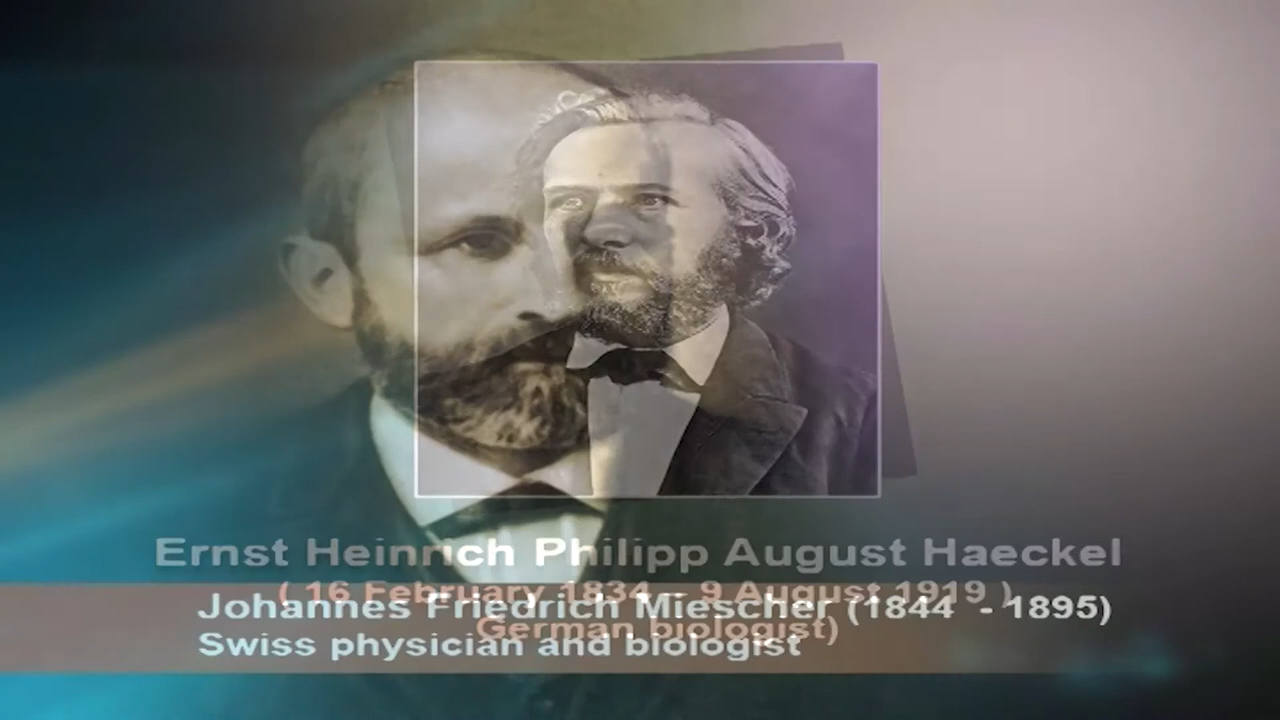 Ernst Heinrich Philipp August Haeckel
( 16 February 1834 – 9 August 1919 )
Johannes Friedrich Miescher (1844 - 1895)
German biologist)
Swiss physician and biologist